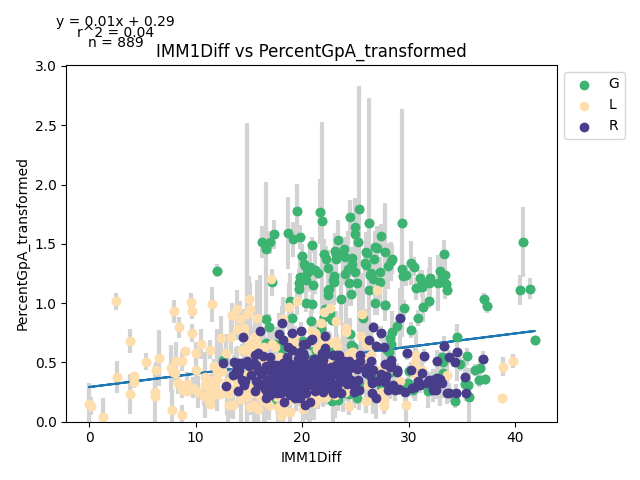 y = 0.01x + 0.29
r^2 = 0.04
n = 889
IMM1Diff vs PercentGpA_transformed
G
L
R
PercentGpA_transformed
3.0
2.5
2.0
1.5
1.0
0.5
0.0
0
10
20
30
40
IMM1Diff